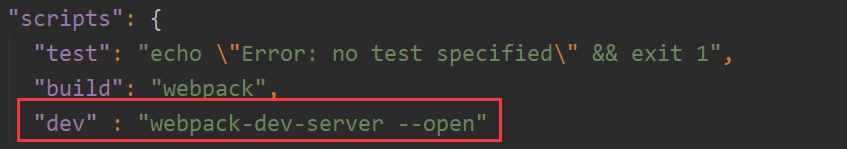 "scripts": {
"test": "echo \"Error: no test specified\" && exit 1",
"build": "webpack",
"dev" : "webpack-dev-server --open"